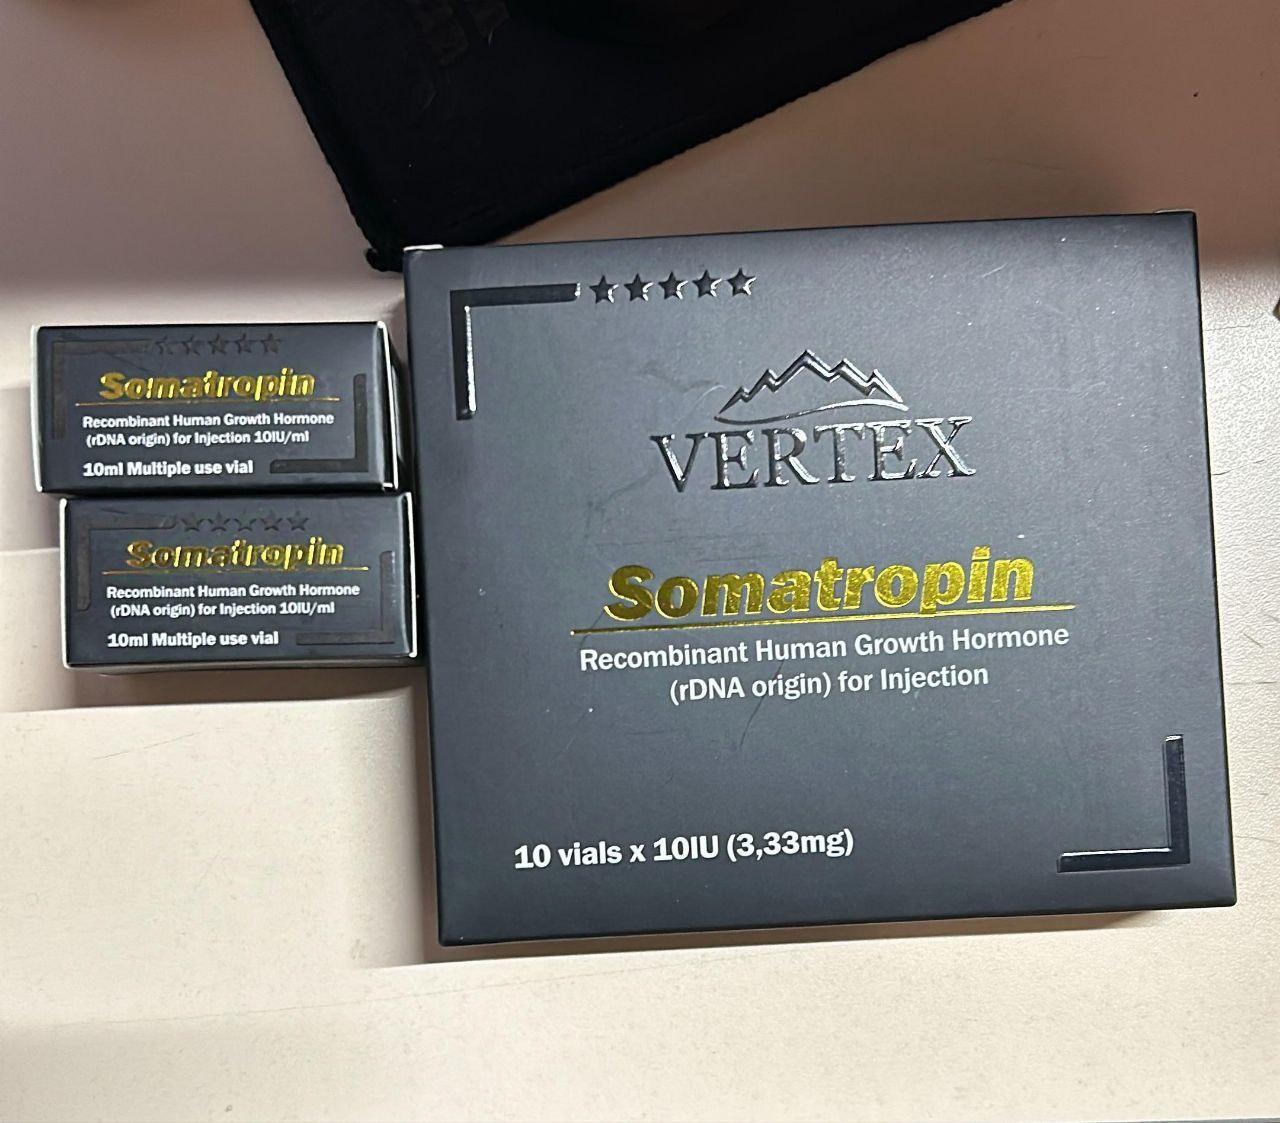 Somatropin
Recombinant Human Growth Hormone
(rDNA origin) for Injection 10IU/ml
10ml Multiple use vial
Somatropin
Recombinant Human Growth Hormone
(rDNA origin) for Injection 10IU/ml
10ml Multiple use vial
VERTEX
Somatropin
Recombinant Human Growth Hormone
(rDNA origin) for Injection
10 vials x 10IU (3,33mg)